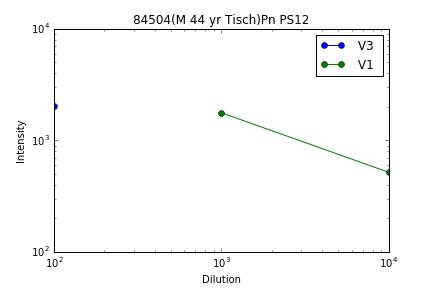 84504(M 44 yr Tisch)Pn PS12
10^4
10^3
10^2
Intensity
V3
V1
10^2 10^3 10^4
Dilution